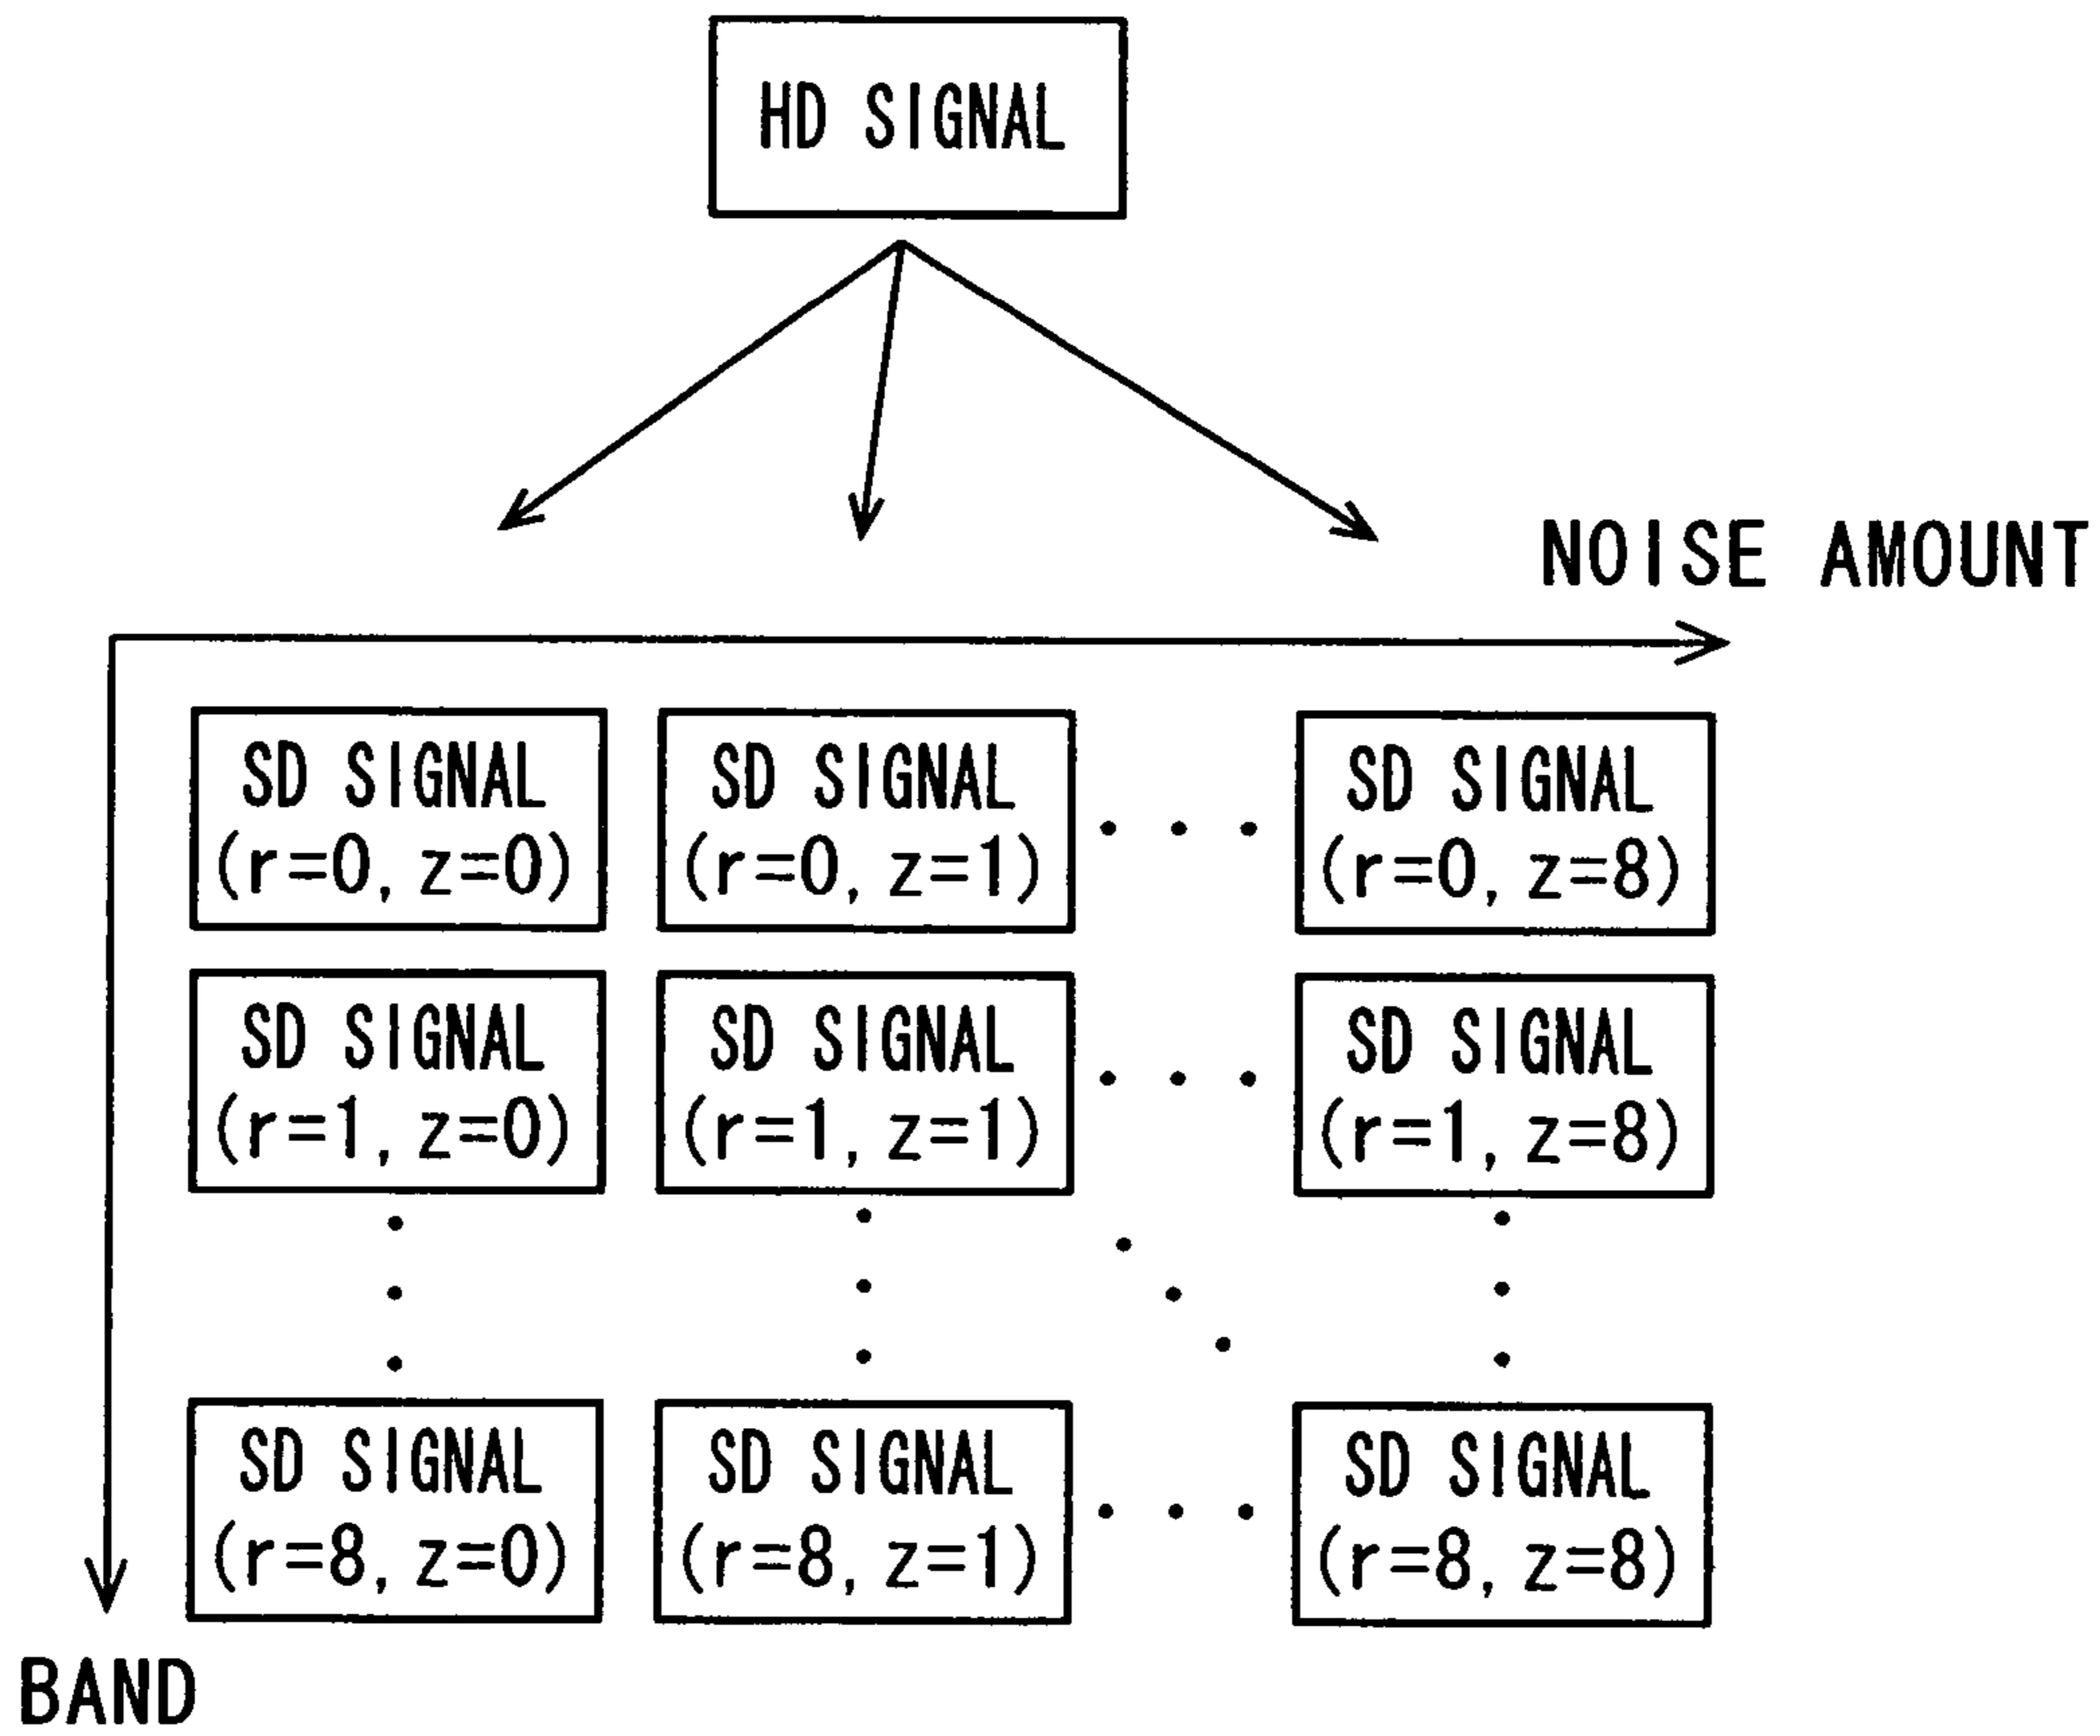 HD SIGNAL
NOISE AMOUNT
SD SIGNAL
(r=0, z=0)
SD SIGNAL
(r=0, z=1)
SD SIGNAL
(r=0, z=8)
SD SIGNAL
(r=1, z=0)
SD SIGNAL
(r=1, z=1)
SD SIGNAL
(r=1, z=8)
SD SIGNAL
(r=8, z=0)
SD SIGNAL
(r=8, z=1)
SD SIGNAL
(r=8, z=8)
BAND